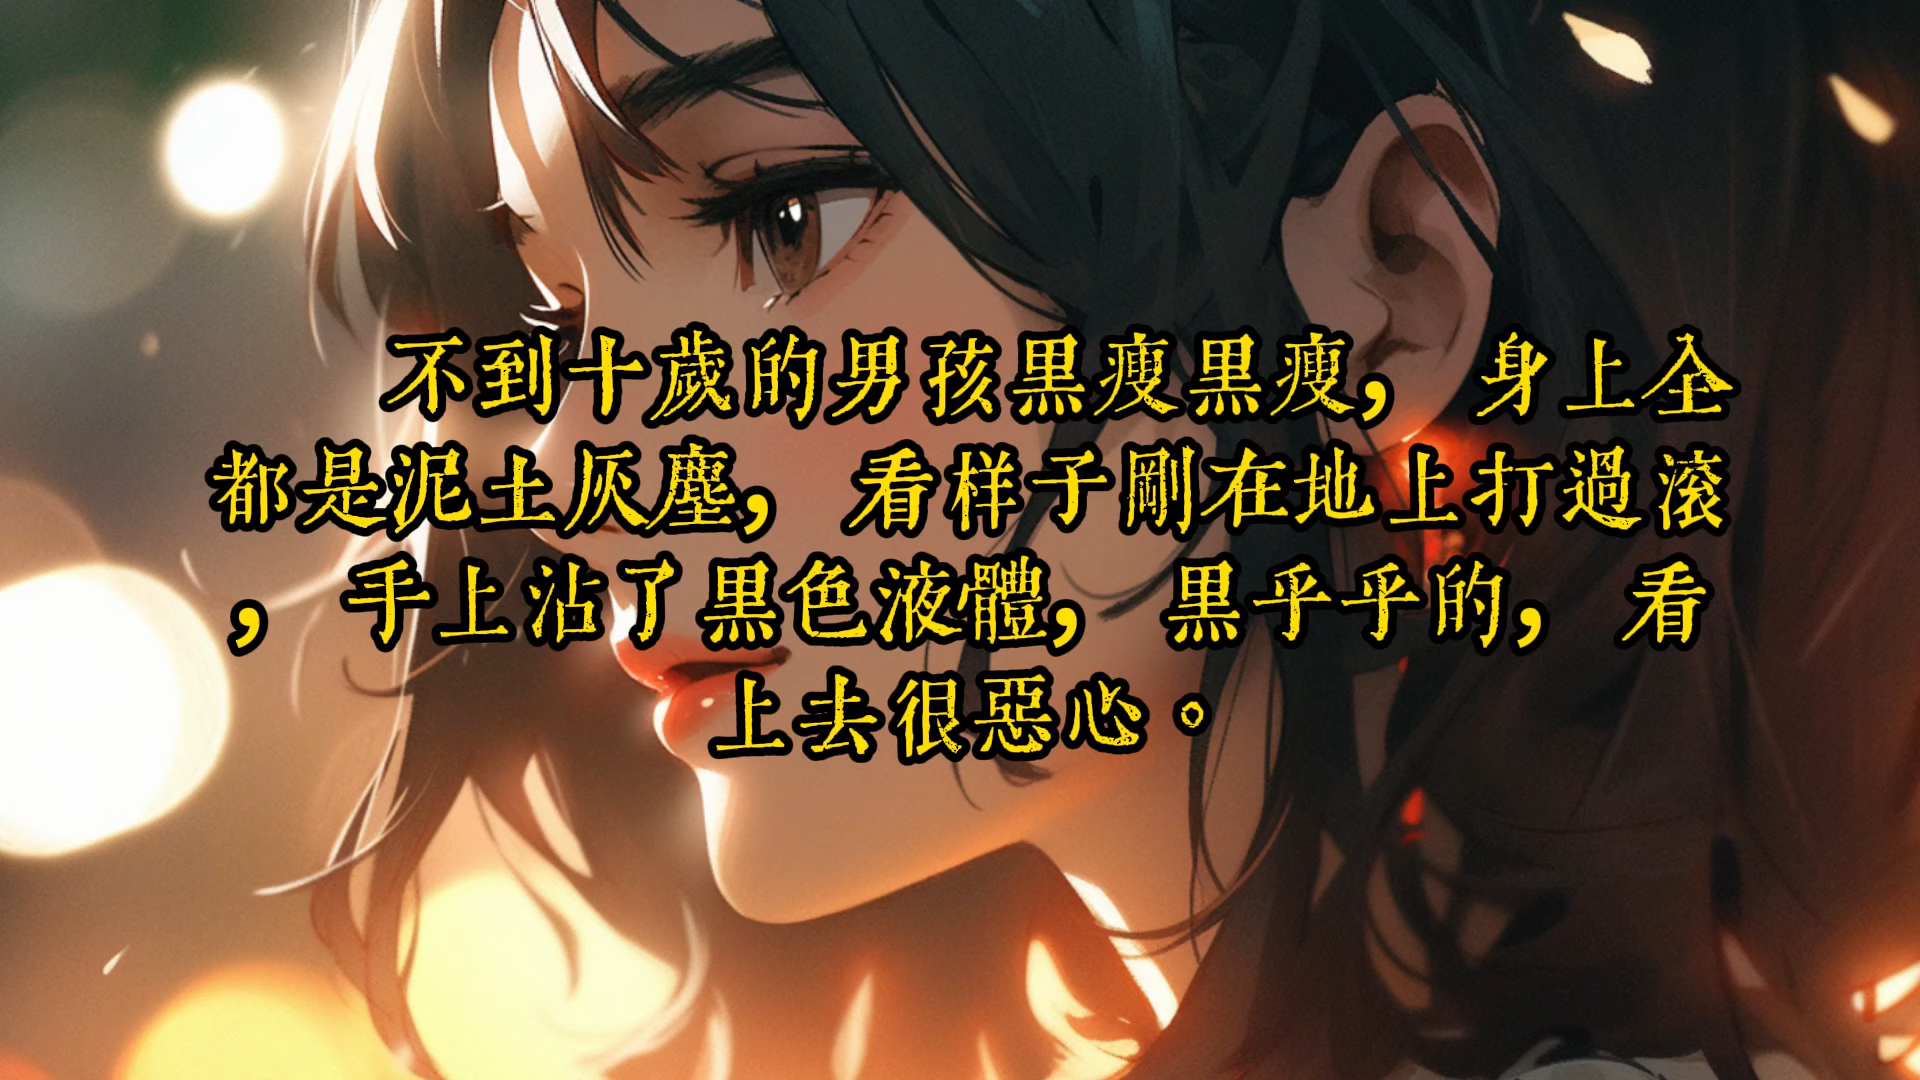 不到十歲的男孩黑瘦黑瘦，身上全
都是泥土灰塵，看样子剛在地上打過滾
，手上沾了黑色液體，黑乎乎的，看
上去很惡心。